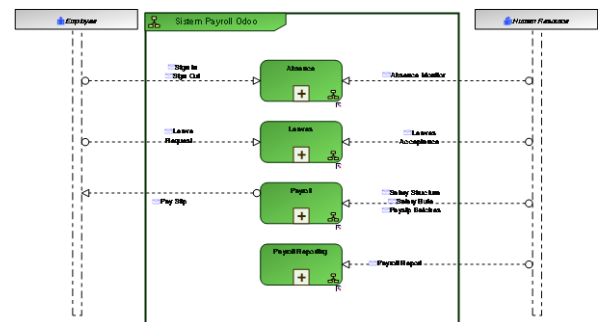 Employee
Sistem Payroll Odoo
Human Resource
Sign In
Sign Out
Absence
Absence Monitor
Leave
Request
Leaves
Leaves
Acceptance
Pay Slip
Payroll
Salary Structure
Salary Rule
Payslip Batches
Payroll Reporting
Payroll Report